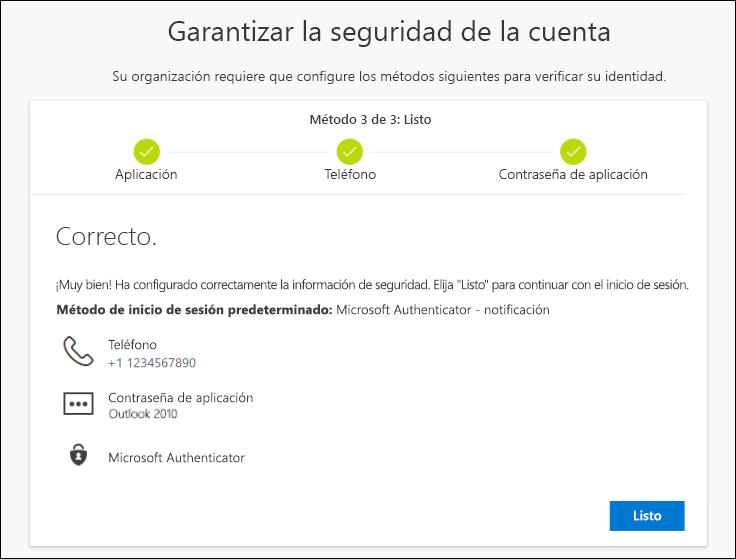 Garantizar la seguridad de la cuenta
Su organización requiere que configure los métodos siguientes para verificar su identidad.
Método 3 de 3: Listo
Aplicación Teléfono Contraseña de aplicación
Correcto.
¡Muy bien! Ha configurado correctamente la información de seguridad. Elija "Listo" para continuar con el inicio de sesión.
Método de inicio de sesión predeterminado: Microsoft Authenticator - notificación
Teléfono
+1 1234567890
Contraseña de aplicación
Outlook 2010
Microsoft Authenticator
Listo